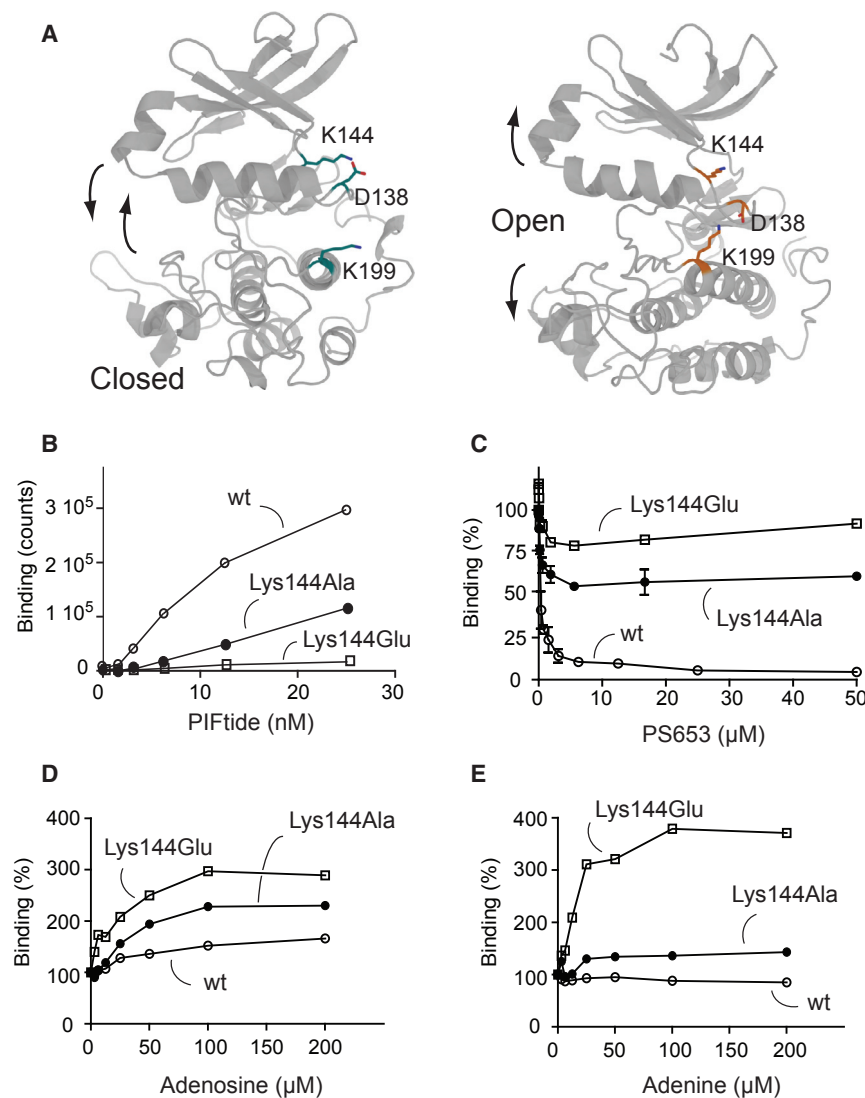 A
K144
D138
K199
Closed
K144
Open
D138
K199
B
Binding (counts)
3 10⁵
2 10⁵
1 10⁵
0
wt
Lys144Ala
Lys144Glu
0 10 20 30
PIFtide (nM)
C
Binding (%)
100
75
50
25
0
Lys144Glu
Lys144Ala
wt
0 10 20 30 40 50
PS653 (µM)
D
Binding (%)
400
300
200
100
0
Lys144Glu
Lys144Ala
wt
0 50 100 150 200
Adenosine (µM)
E
Binding (%)
400
300
200
100
0
Lys144Glu
Lys144Ala
wt
0 50 100 150 200
Adenine (µM)